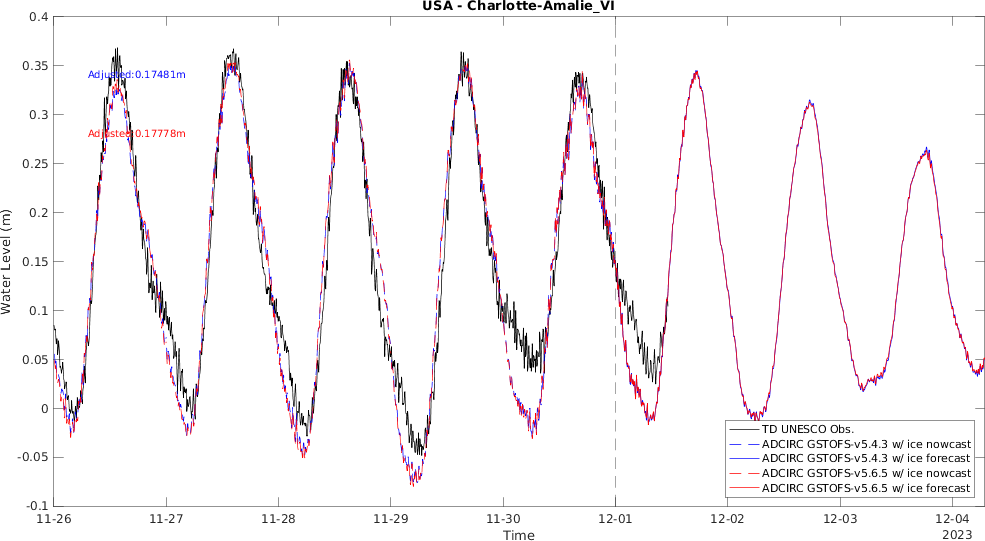 USA - Charlotte-Amalie_VI
0.4
0.35
0.3
0.25
0.2
0.15
0.1
0.05
0
-0.05
-0.1
Water Level (m)
Adjusted:0.17481m
Adjusted:0.17778m
TD UNESCO Obs.
ADCIRC GSTOFS-v5.4.3 w/ ice nowcast
ADCIRC GSTOFS-v5.4.3 w/ ice forecast
ADCIRC GSTOFS-v5.6.5 w/ ice nowcast
ADCIRC GSTOFS-v5.6.5 w/ ice forecast
11-26 11-27 11-28 11-29 11-30 12-01 12-02 12-03 12-04
Time
2023